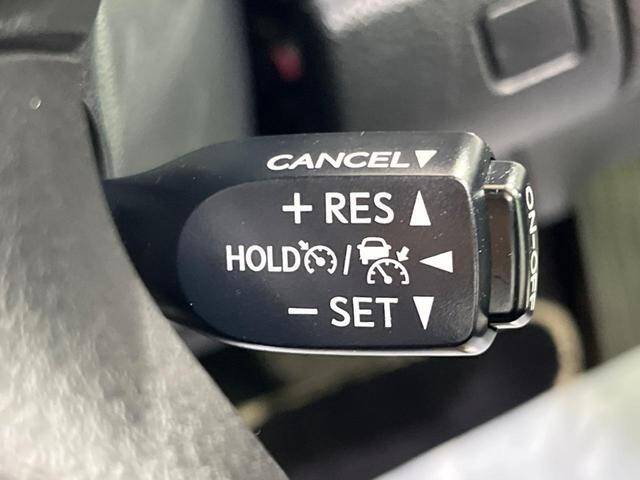 CANCEL▼
+ RES ▲
HOLD / ◀
− SET ▼
ON-OFF